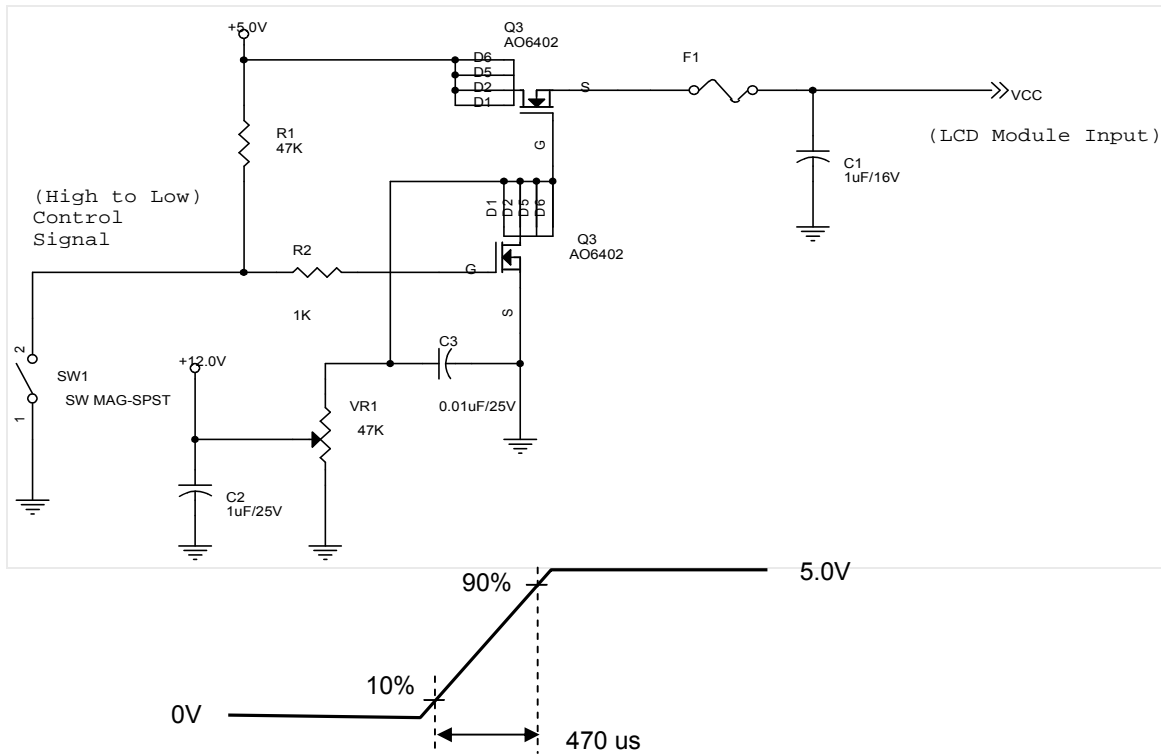 +5.0V
Q3
AO6402
D6
D5
D2
D1
S
G
F1
VCC
(LCD Module Input)
R1
47K
C1
1uF/16V
(High to Low)
Control
Signal
D1
D2
D5
D6
Q3
AO6402
R2
1K
G
S
2
1
SW1
SW MAG-SPST
+12.0V
C3
0.01uF/25V
VR1
47K
C2
1uF/25V
90%
5.0V
10%
0V
470 us